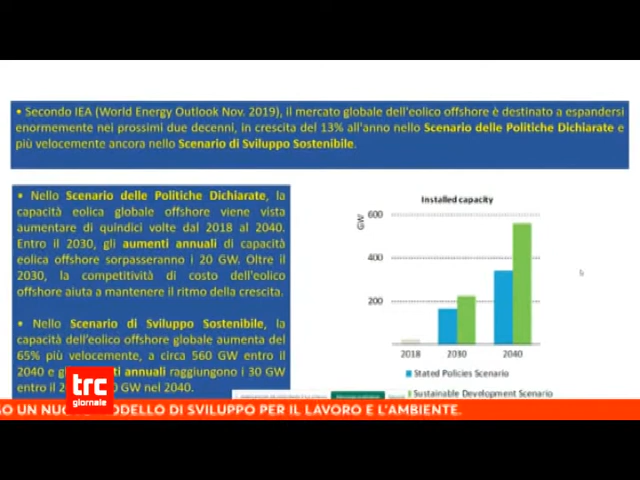 • Secondo IEA (World Energy Outlook Nov. 2019), il mercato globale dell'eolico offshore è destinato a espandersi
enormemente nei prossimi due decenni, in crescita del 13% all'anno nello Scenario delle Politiche Dichiarate e
più velocemente ancora nello Scenario di Sviluppo Sostenibile.
• Nello Scenario delle Politiche Dichiarate, la
capacità eolica globale offshore viene vista
aumentare di quindici volte dal 2018 al 2040.
Entro il 2030, gli aumenti annuali di capacità
eolica offshore sorpasseranno i 20 GW. Oltre il
2030, la competitività di costo dell'eolico
offshore aiuta a mantenere il ritmo della crescita.
• Nello Scenario di Sviluppo Sostenibile, la
capacità dell'eolico offshore globale aumenta del
65% più velocemente, a circa 560 GW entro il
2040 e gli annuali raggiungono i 30 GW
entro il GW nel 2040.
Installed capacity
GW
600
400
200
2018 2030 2040
Stated Policies Scenario
Sustainable Development Scenario
trc
giornale
UN MODELLO DI SVILUPPO PER IL LAVORO E L'AMBIENTE.